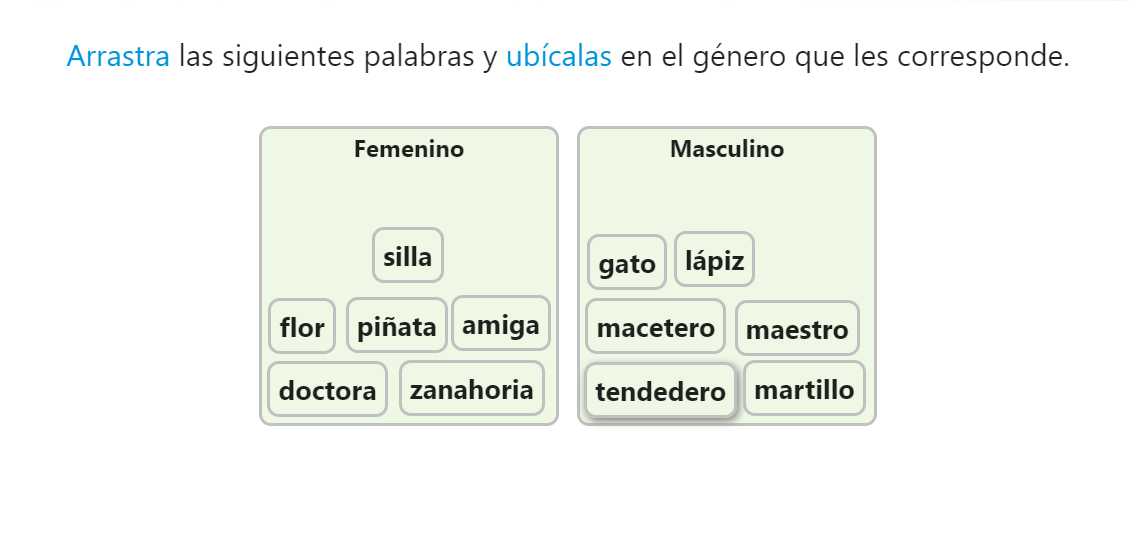 Arrastra las siguientes palabras y ubícalas en el género que les corresponde.
Femenino
silla
flor piñata amiga
doctora zanahoria
Masculino
gato lápiz
macetero maestro
tendedero martillo